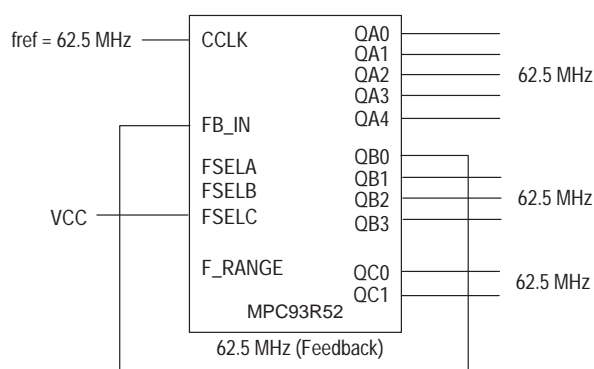 fref = 62.5 MHz
CCLK
FB_IN
FSELA
FSELB
VCC
FSELC
F_RANGE
QA0
QA1
QA2
QA3
QA4
62.5 MHz
QB0
QB1
QB2
QB3
62.5 MHz
QC0
QC1
62.5 MHz
MPC93R52
62.5 MHz (Feedback)